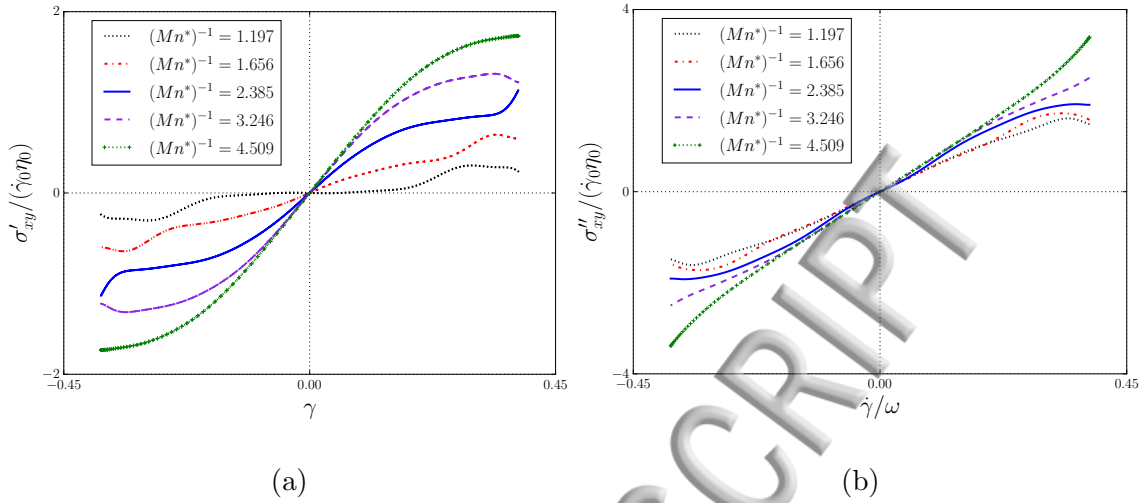 2
0
−2
−0.45
0.00
0.45
σ′xy/(γ̇0η0)
γ
(Mn*)⁻¹ = 1.197
(Mn*)⁻¹ = 1.656
(Mn*)⁻¹ = 2.385
(Mn*)⁻¹ = 3.246
(Mn*)⁻¹ = 4.509
(a)
4
0
−4
−0.45
0.00
0.45
σ′′xy/(γ̇0η0)
γ̇/ω
(Mn*)⁻¹ = 1.197
(Mn*)⁻¹ = 1.656
(Mn*)⁻¹ = 2.385
(Mn*)⁻¹ = 3.246
(Mn*)⁻¹ = 4.509
(b)
SCRIPT